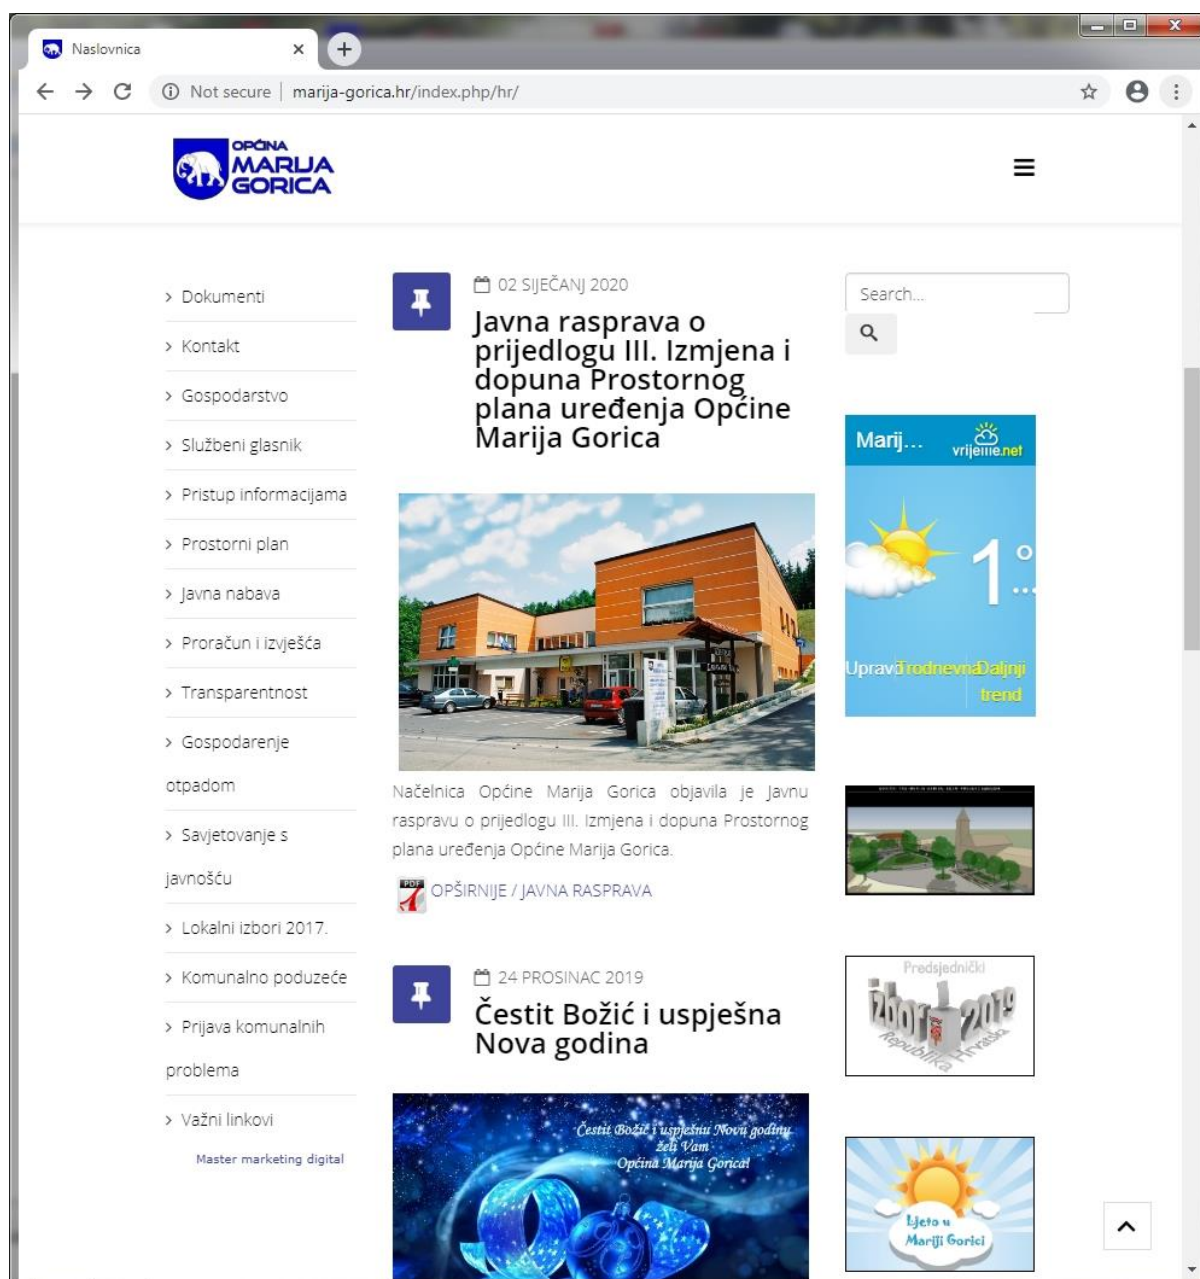 Naslovnica
Not secure | marija-gorica.hr/index.php/hr/
OPĆINA
MARIJA
GORICA
Dokumenti
Kontakt
Gospodarstvo
Službeni glasnik
Pristup informacijama
Prostorni plan
Javna nabava
Proračun i izvješća
Transparentnost
Gospodarenje
otpadom
Savjetovanje s
javnošću
Lokalni izbori 2017.
Komunalno poduzeće
Prijava komunalnih
problema
Važni linkovi
Master marketing digital
02 SIJEČANJ 2020
Javna rasprava o
prijedlogu III. Izmjena i
dopuna Prostornog
plana uređenja Općine
Marija Gorica
Načelnica Općine Marija Gorica objavila je Javnu
raspravu o prijedlogu III. Izmjena i dopuna Prostornog
plana uređenja Općine Marija Gorica.
PDF
OPŠIRNIJE / JAVNA RASPRAVA
24 PROSINAC 2019
Čestit Božić i uspješna
Nova godina
Čestit Božić i uspješnu Novu godinu
želi Vam
Općina Marija Gorica!
Search...
Marij...
vrijeme.net
1°
...
Upravo
Trodnevna
Daljnji
trend
Predsjednički
izbori 2019
Republika Hrvatska
Ljeto u
Mariji Gorici